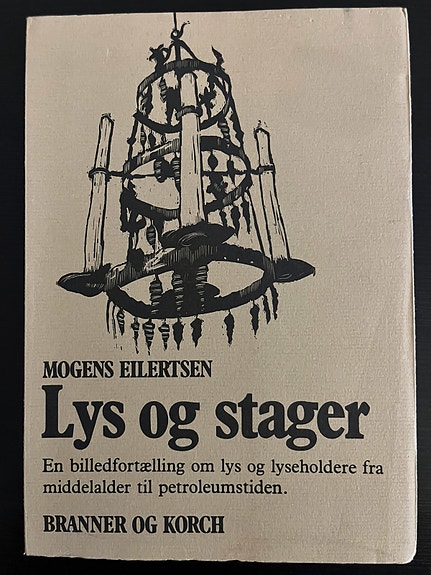 MOGENS EILERTSEN
Lys og stager
En billedfortælling om lys og lyseholdere fra
middelalder til petroleumstiden.
BRANNER OG KORCH